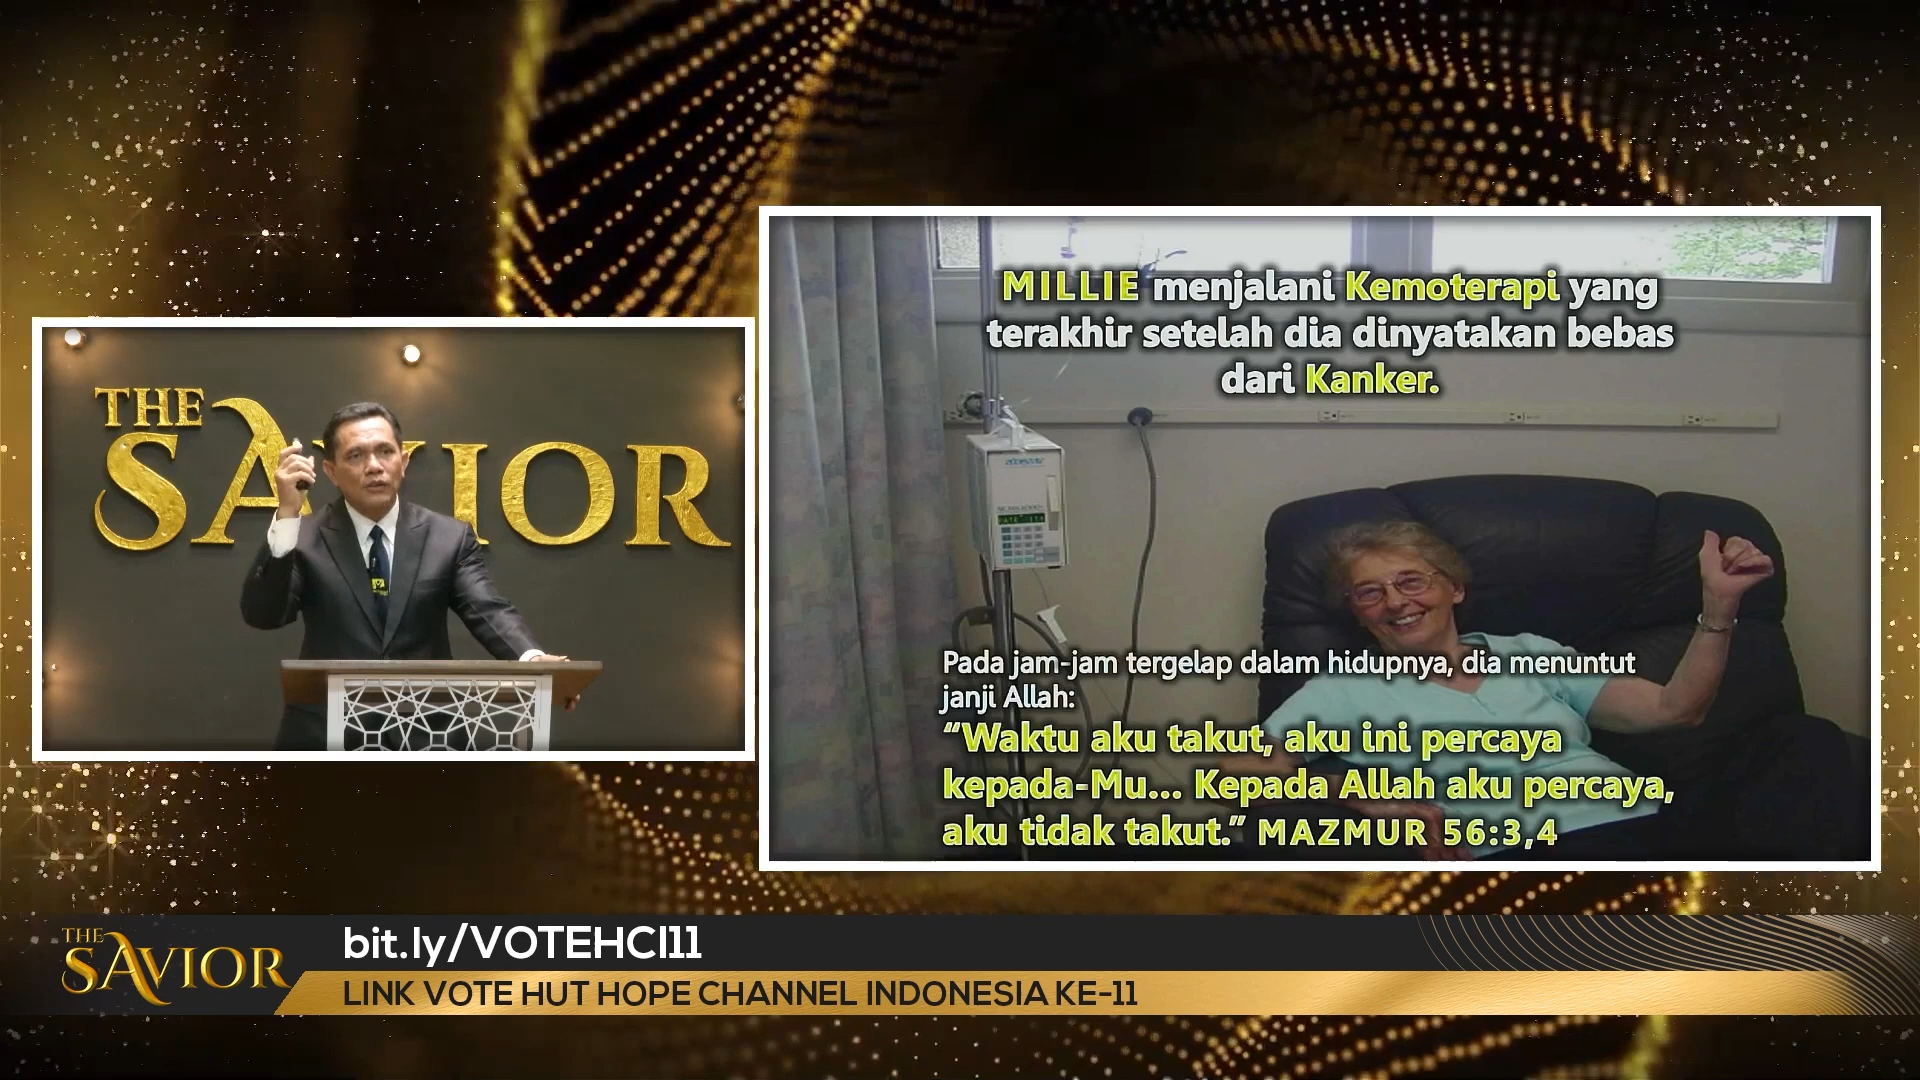 THE
SAVIOR
MILLIE menjalani Kemoterapi yang
terakhir setelah dia dinyatakan bebas
dari Kanker.
Pada jam-jam tergelap dalam hidupnya, dia menuntut
janji Allah:
“Waktu aku takut, aku ini percaya
kepada-Mu... Kepada Allah aku percaya,
aku tidak takut.” MAZMUR 56:3,4
THE
SAVIOR
bit.ly/VOTEHCI11
LINK VOTE HUT HOPE CHANNEL INDONESIA KE-11